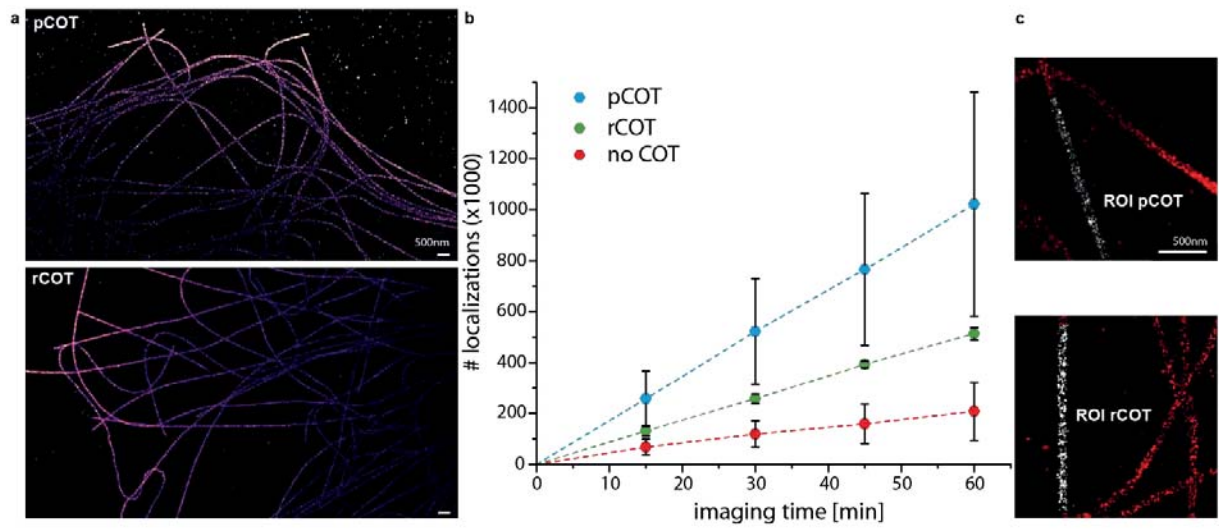 a
pCOT
500nm
rCOT
b
# localizations (x1000)
1400
1200
1000
800
600
400
200
0
pCOT
rCOT
no COT
0 10 20 30 40 50 60
imaging time [min]
c
ROI pCOT
500nm
ROI rCOT